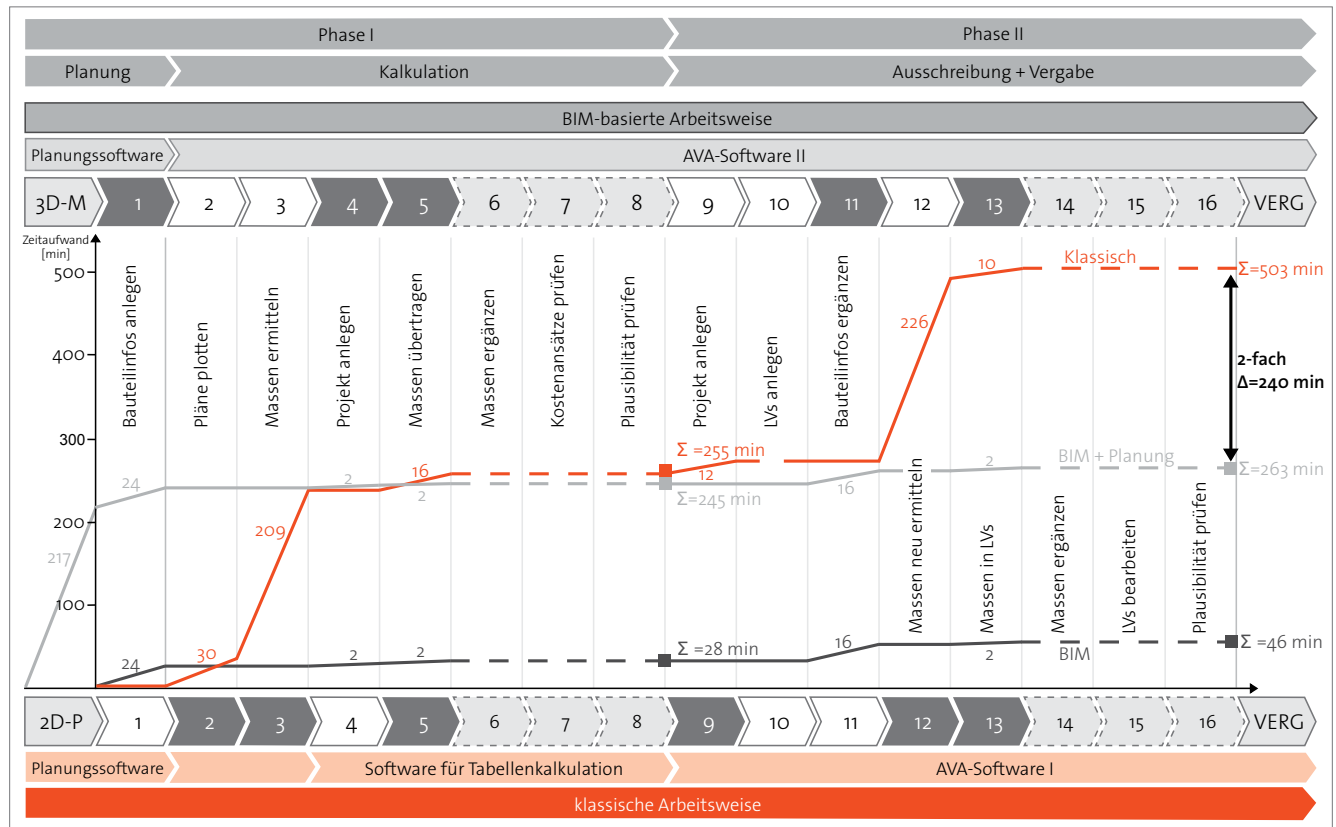 Phase I
Phase II
Planung
Kalkulation
Ausschreibung + Vergabe
BIM-basierte Arbeitsweise
Planungssoftware
AVA-Software II
3D-M
1
2
3
4
5
6
7
8
9
10
11
12
13
14
15
16
VERG
Zeitaufwand
[min]
500
400
300
200
100
Bauteilinfos anlegen
Pläne plotten
Massen ermitteln
Projekt anlegen
Massen übertragen
Massen ergänzen
Kostenansätze prüfen
Plausibilität prüfen
Projekt anlegen
LVs anlegen
Bauteilinfos ergänzen
Massen neu ermitteln
Massen in LVs
Massen ergänzen
LVs bearbeiten
Plausibilität prüfen
Klassisch
10
226
Σ=503 min
2-fach
Δ=240 min
Σ =255 min
12
16
209
30
BIM + Planung
2
Σ=263 min
16
Σ=245 min
2
2
24
217
24
2
2
Σ =28 min
16
2
BIM
Σ =46 min
2D-P
1
2
3
4
5
6
7
8
9
10
11
12
13
14
15
16
VERG
Planungssoftware
Software für Tabellenkalkulation
AVA-Software I
klassische Arbeitsweise